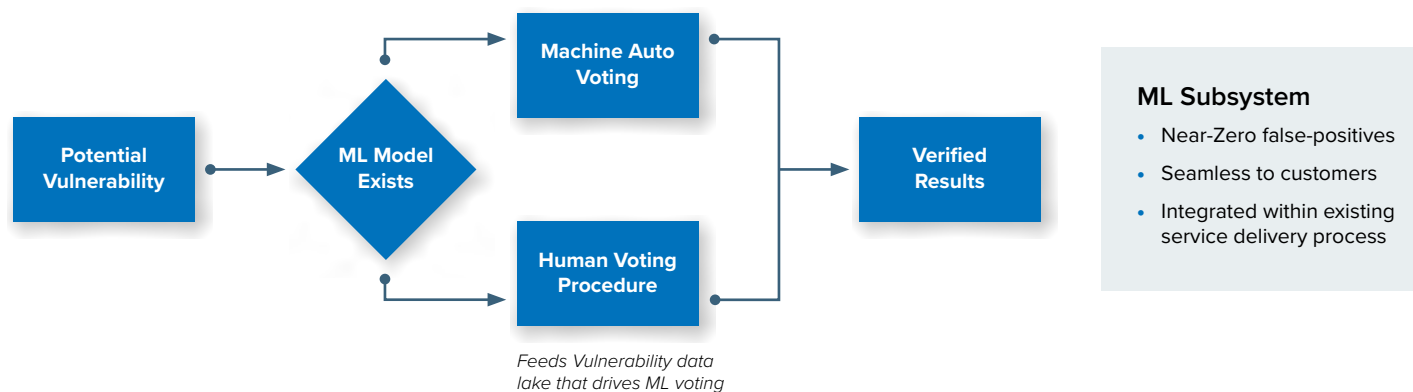 Potential
Vulnerability
ML Model
Exists
Machine Auto
Voting
Human Voting
Procedure
Feeds Vulnerability data
lake that drives ML voting
Verified
Results
ML Subsystem
• Near-Zero false-positives
• Seamless to customers
• Integrated within existing
service delivery process